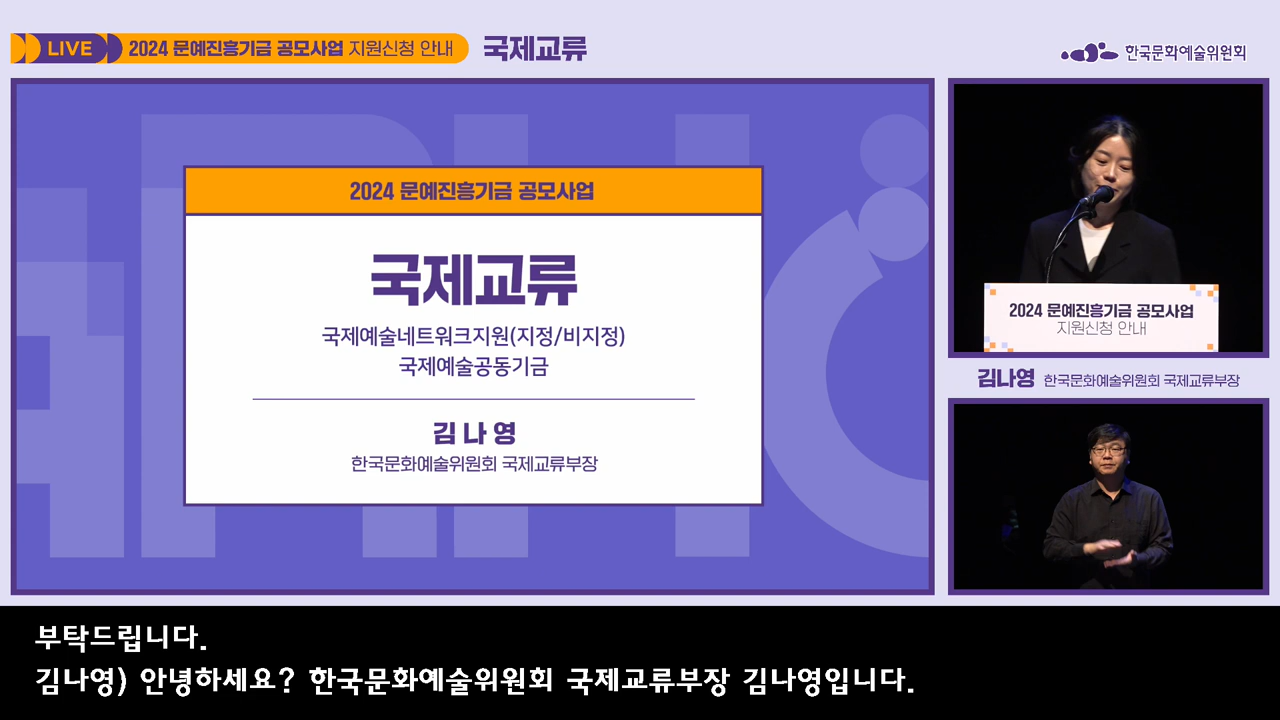 LIVE 2024 문예진흥기금 공모사업 지원신청 안내 국제교류
한국문화예술위원회
2024 문예진흥기금 공모사업
국제교류
국제예술네트워크지원(지정/비지정)
국제예술공동기금
김 나 영
한국문화예술위원회 국제교류부장
2024 문예진흥기금 공모사업
지원신청 안내
김나영 한국문화예술위원회 국제교류부장
부탁드립니다.
김나영) 안녕하세요? 한국문화예술위원회 국제교류부장 김나영입니다.